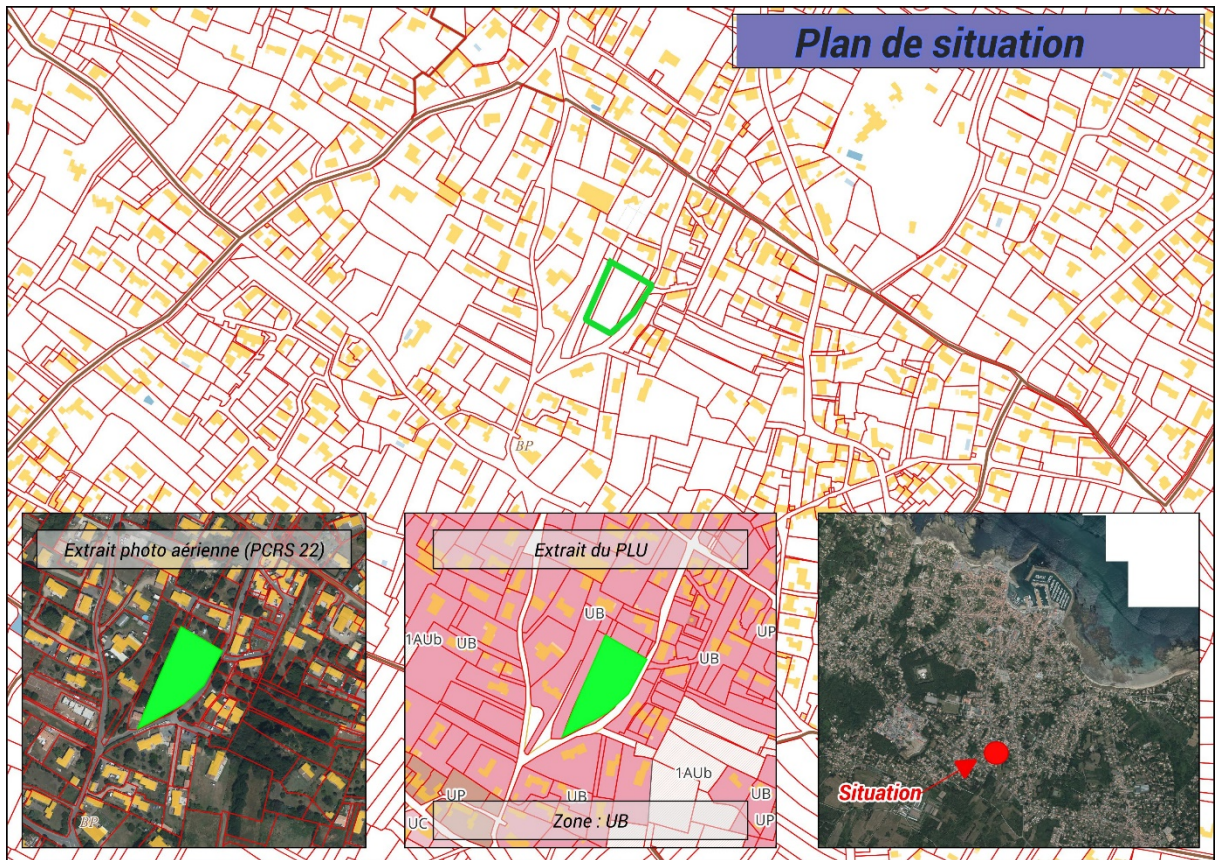 Plan de situation
BP
Extrait photo aérienne (PCRS 22)
BP
Extrait du PLU
UB
UP
1AUb
UB
UB
1AUb
UP
UB
UB
UC
UP
Zone : UB
Situation